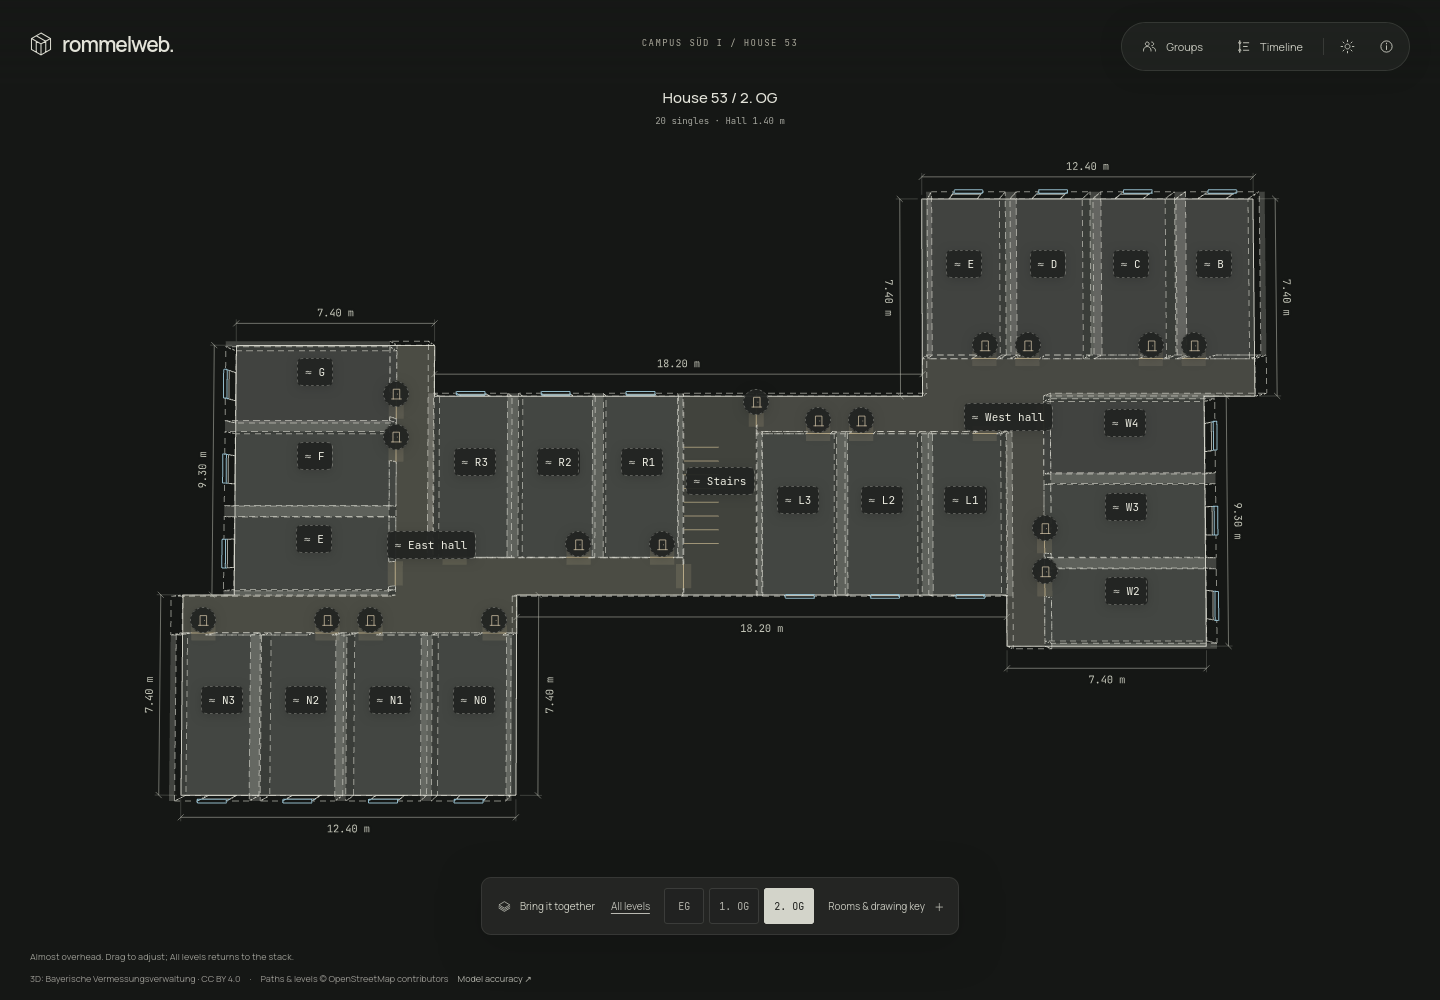 rommelweb.
CAMPUS SÜD I / HOUSE 53
Groups
Timeline
House 53 / 2. OG
20 singles · Hall 1.40 m
12.40 m
≈ E
≈ D
≈ C
≈ B
7.40 m
7.40 m
7.40 m
18.20 m
≈ G
≈ F
≈ E
9.30 m
≈ R3
≈ R2
≈ R1
≈ Stairs
≈ East hall
≈ West hall
≈ L3
≈ L2
≈ L1
≈ W4
≈ W3
≈ W2
9.30 m
18.20 m
7.40 m
≈ N3
≈ N2
≈ N1
≈ N0
7.40 m
7.40 m
12.40 m
Bring it together
All levels
EG
1. OG
2. OG
Rooms & drawing key +
Almost overhead. Drag to adjust; All levels returns to the stack.
3D: Bayerische Vermessungsverwaltung · CC BY 4.0 · Paths & levels © OpenStreetMap contributors Model accuracy ↗